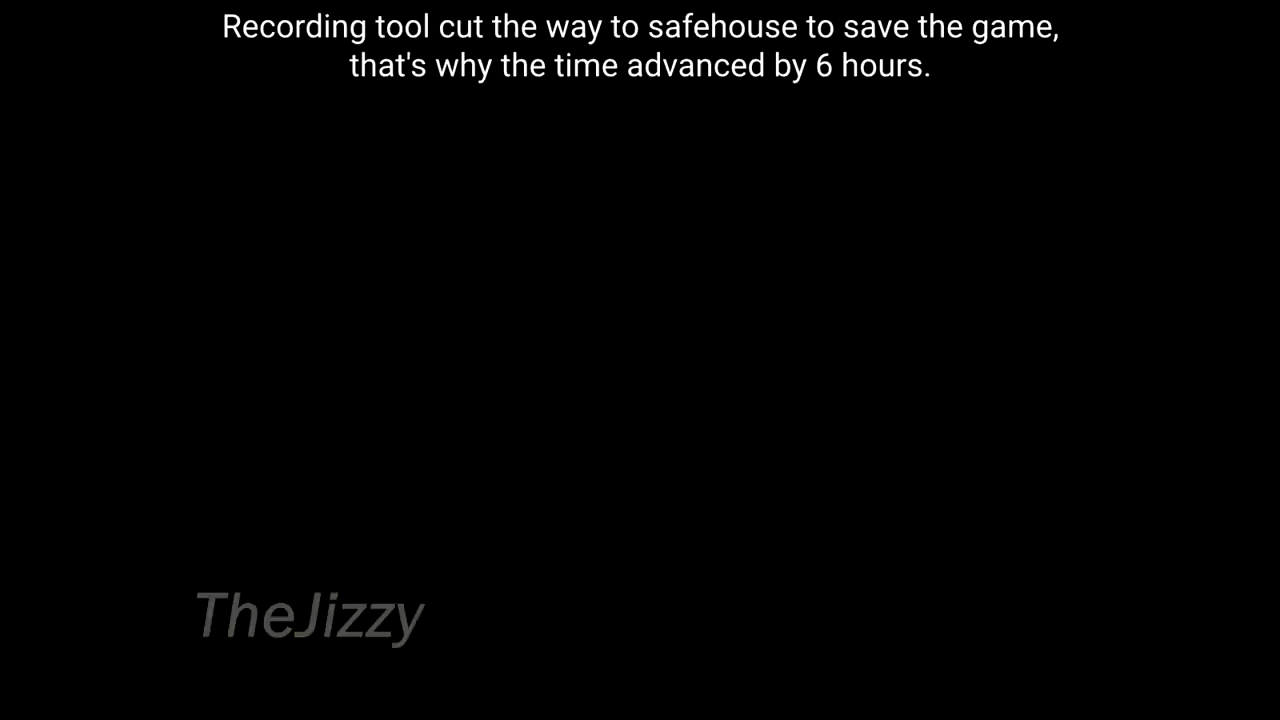 Recording tool cut the way to safehouse to save the game,
that's why the time advanced by 6 hours.
TheJizzy